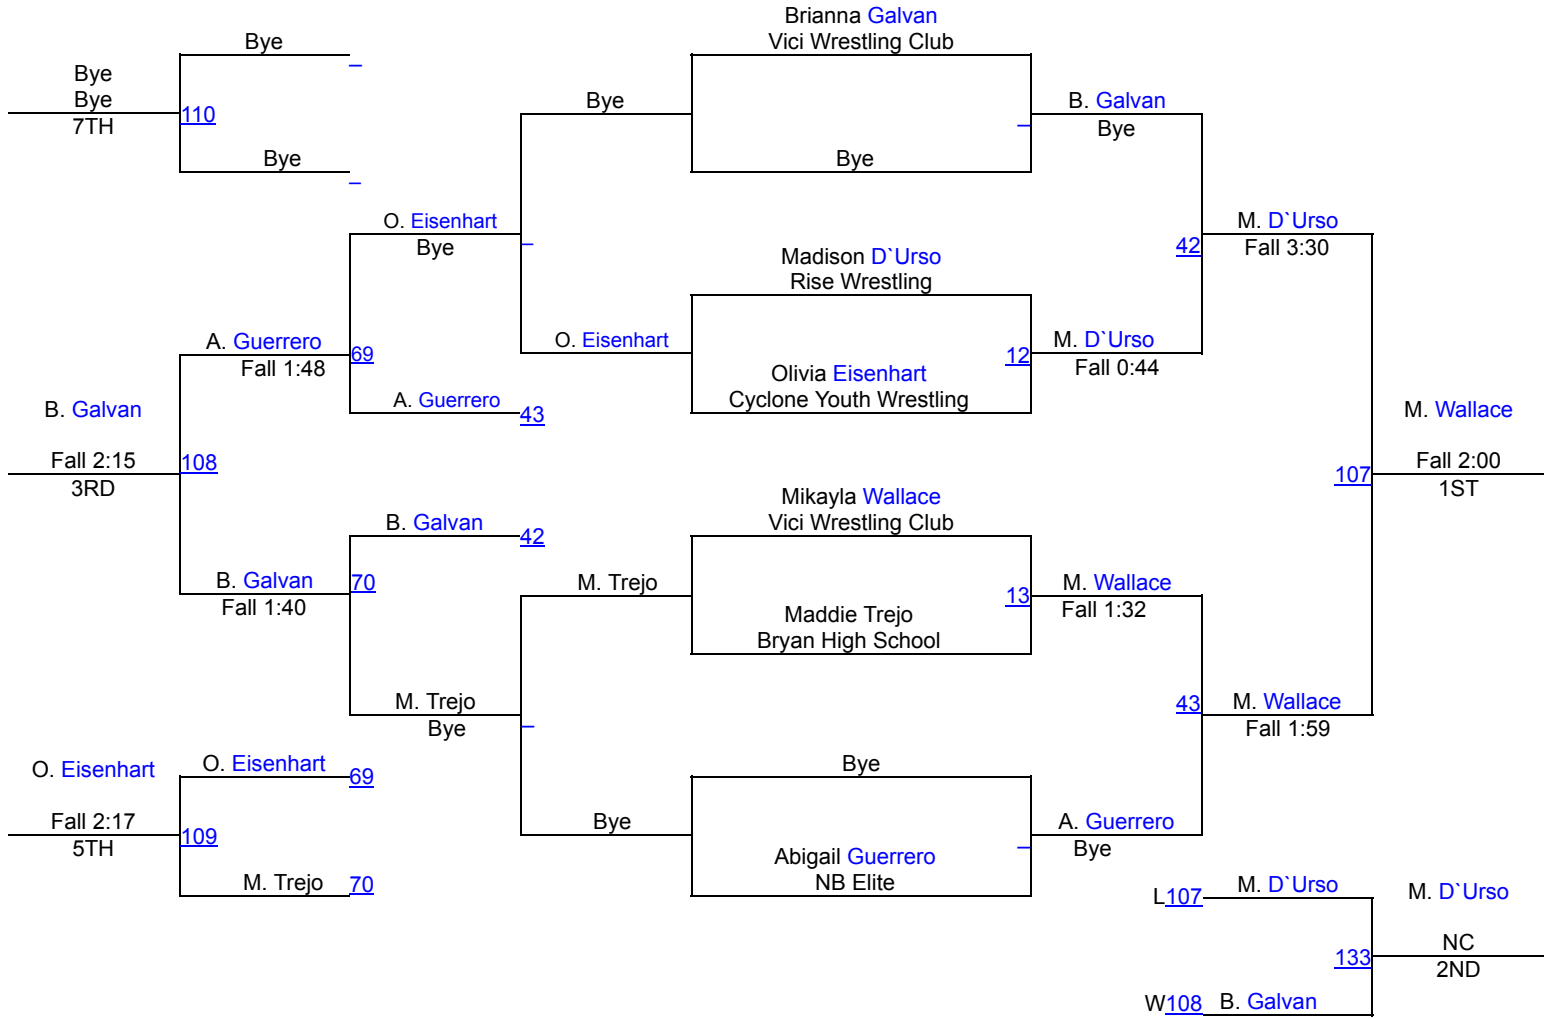 Brianna Galvan
Vici Wrestling Club
Bye
Bye
Bye
7TH
110
Bye
Bye
B. Galvan
Bye
Bye
Bye
O. Eisenhart
Bye
M. D`Urso
Fall 3:30
42
Madison D`Urso
Rise Wrestling
A. Guerrero
Fall 1:48
69
O. Eisenhart
M. D`Urso
Fall 0:44
12
Olivia Eisenhart
Cyclone Youth Wrestling
A. Guerrero
43
B. Galvan
Fall 2:15
3RD
108
M. Wallace
Fall 2:00
1ST
107
Mikayla Wallace
Vici Wrestling Club
B. Galvan
42
B. Galvan
Fall 1:40
70
M. Trejo
13
M. Wallace
Fall 1:32
Maddie Trejo
Bryan High School
M. Trejo
Bye
43
M. Wallace
Fall 1:59
O. Eisenhart
O. Eisenhart
69
Bye
Fall 2:17
5TH
109
Bye
A. Guerrero
Bye
Abigail Guerrero
NB Elite
M. Trejo
70
L107
M. D`Urso
M. D`Urso
NC
2ND
133
W108
B. Galvan